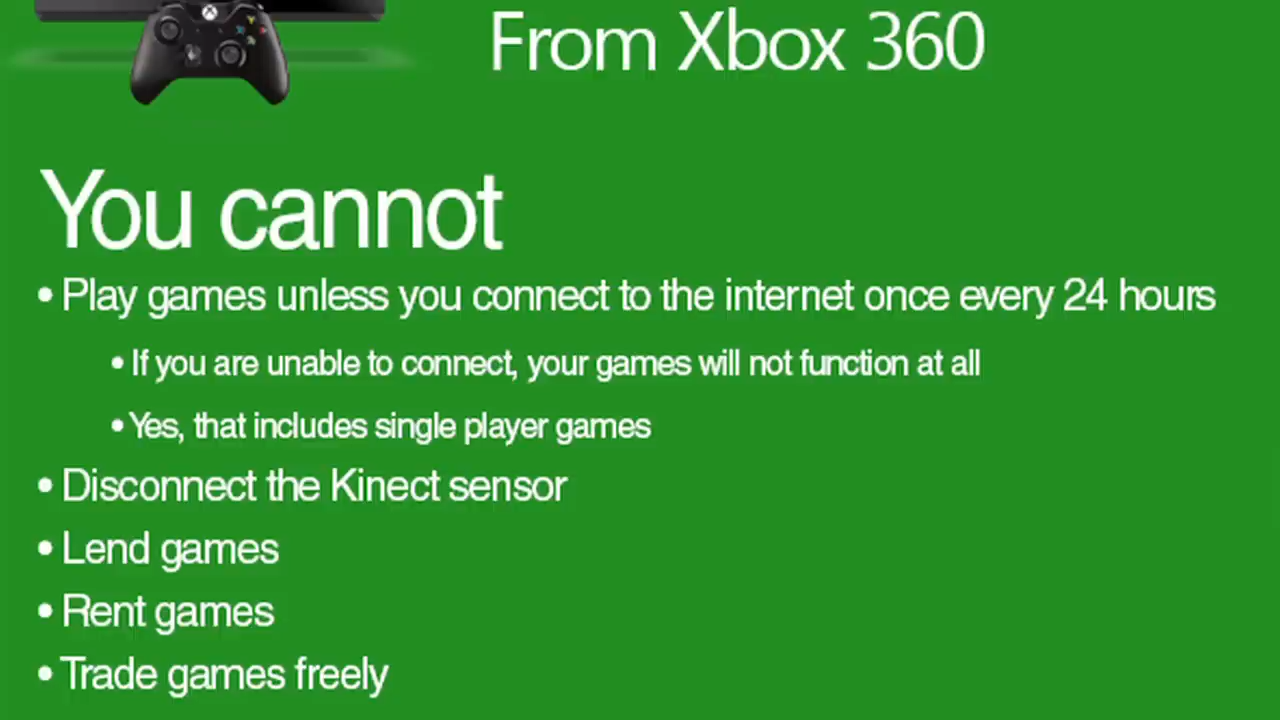 From Xbox 360
You cannot
• Play games unless you connect to the internet once every 24 hours
• If you are unable to connect, your games will not function at all
• Yes, that includes single player games
• Disconnect the Kinect sensor
• Lend games
• Rent games
• Trade games freely